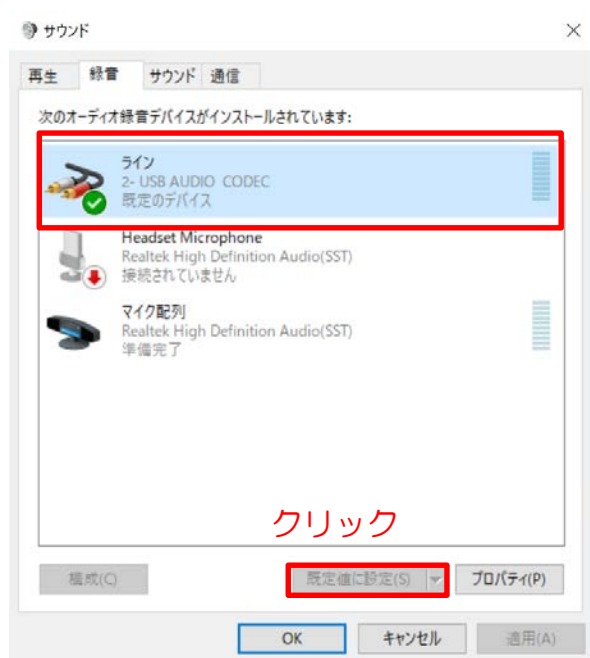 サウンド
再生 録音 サウンド 通信
次のオーディオ録音デバイスがインストールされています:
ライン
2- USB AUDIO CODEC
既定のデバイス
Headset Microphone
Realtek High Definition Audio(SST)
接続されていません
マイク配列
Realtek High Definition Audio(SST)
準備完了
クリック
構成(C) 既定値に設定(S) プロパティ(P)
OK キャンセル 適用(A)